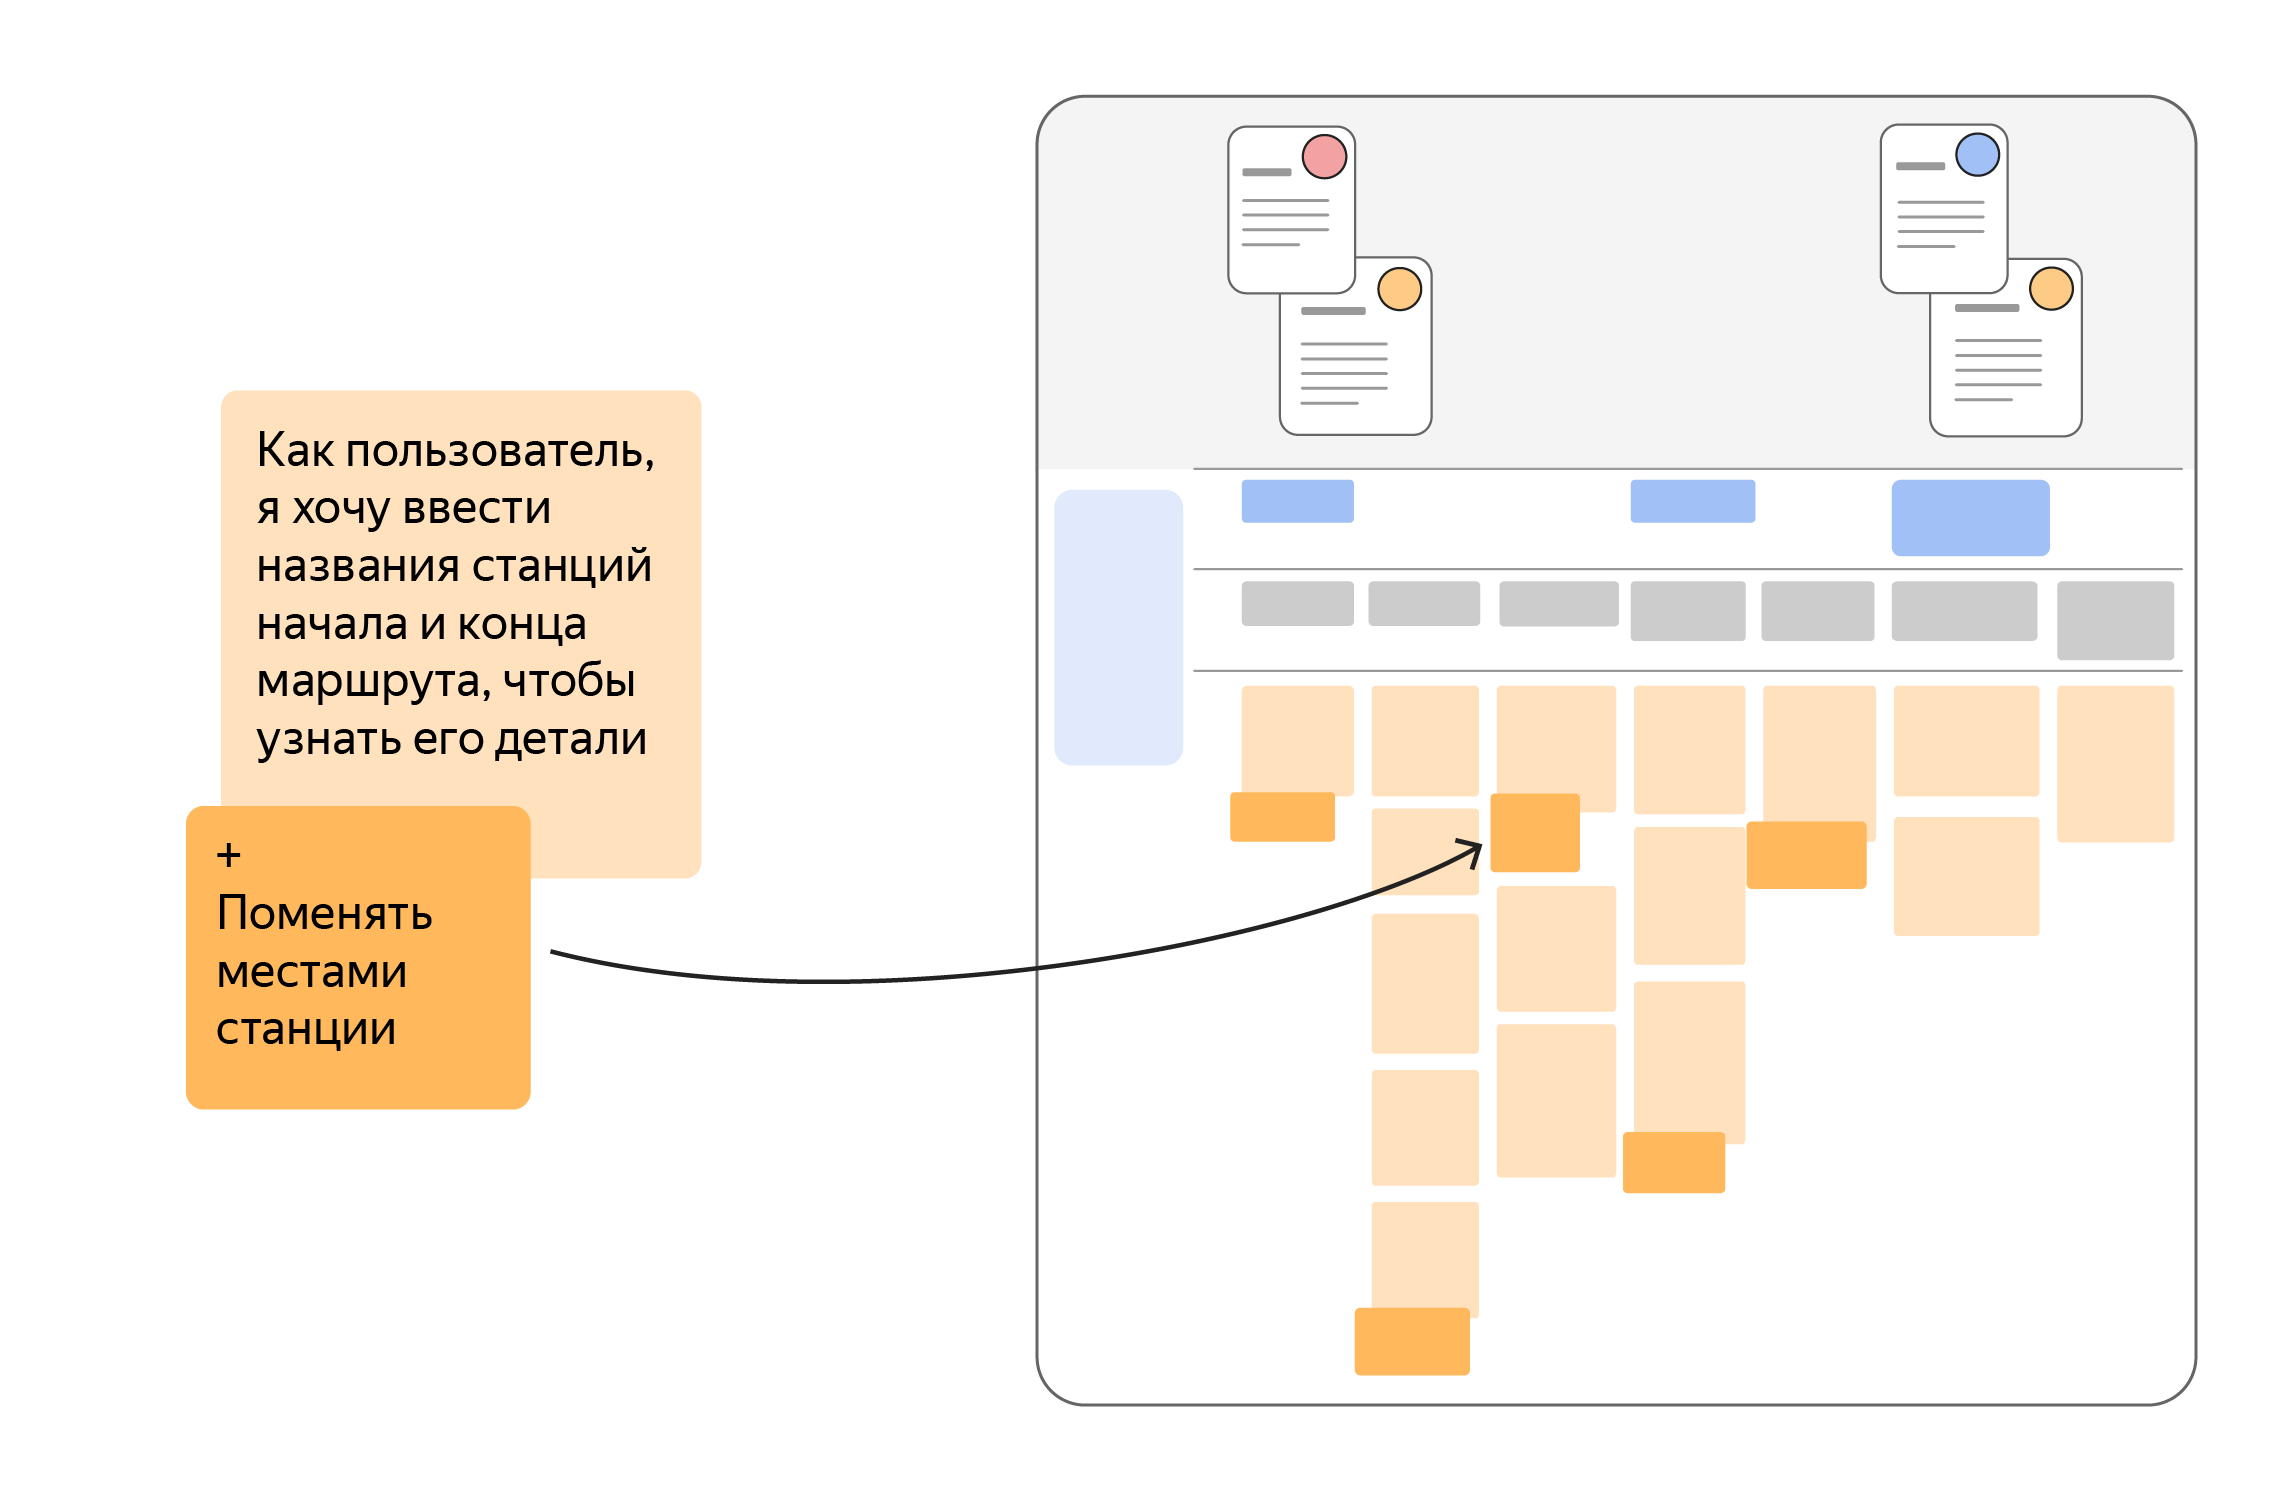 Как пользователь,
я хочу ввести
названия станций
начала и конца
маршрута, чтобы
узнать его детали
+
Поменять
местами
станции